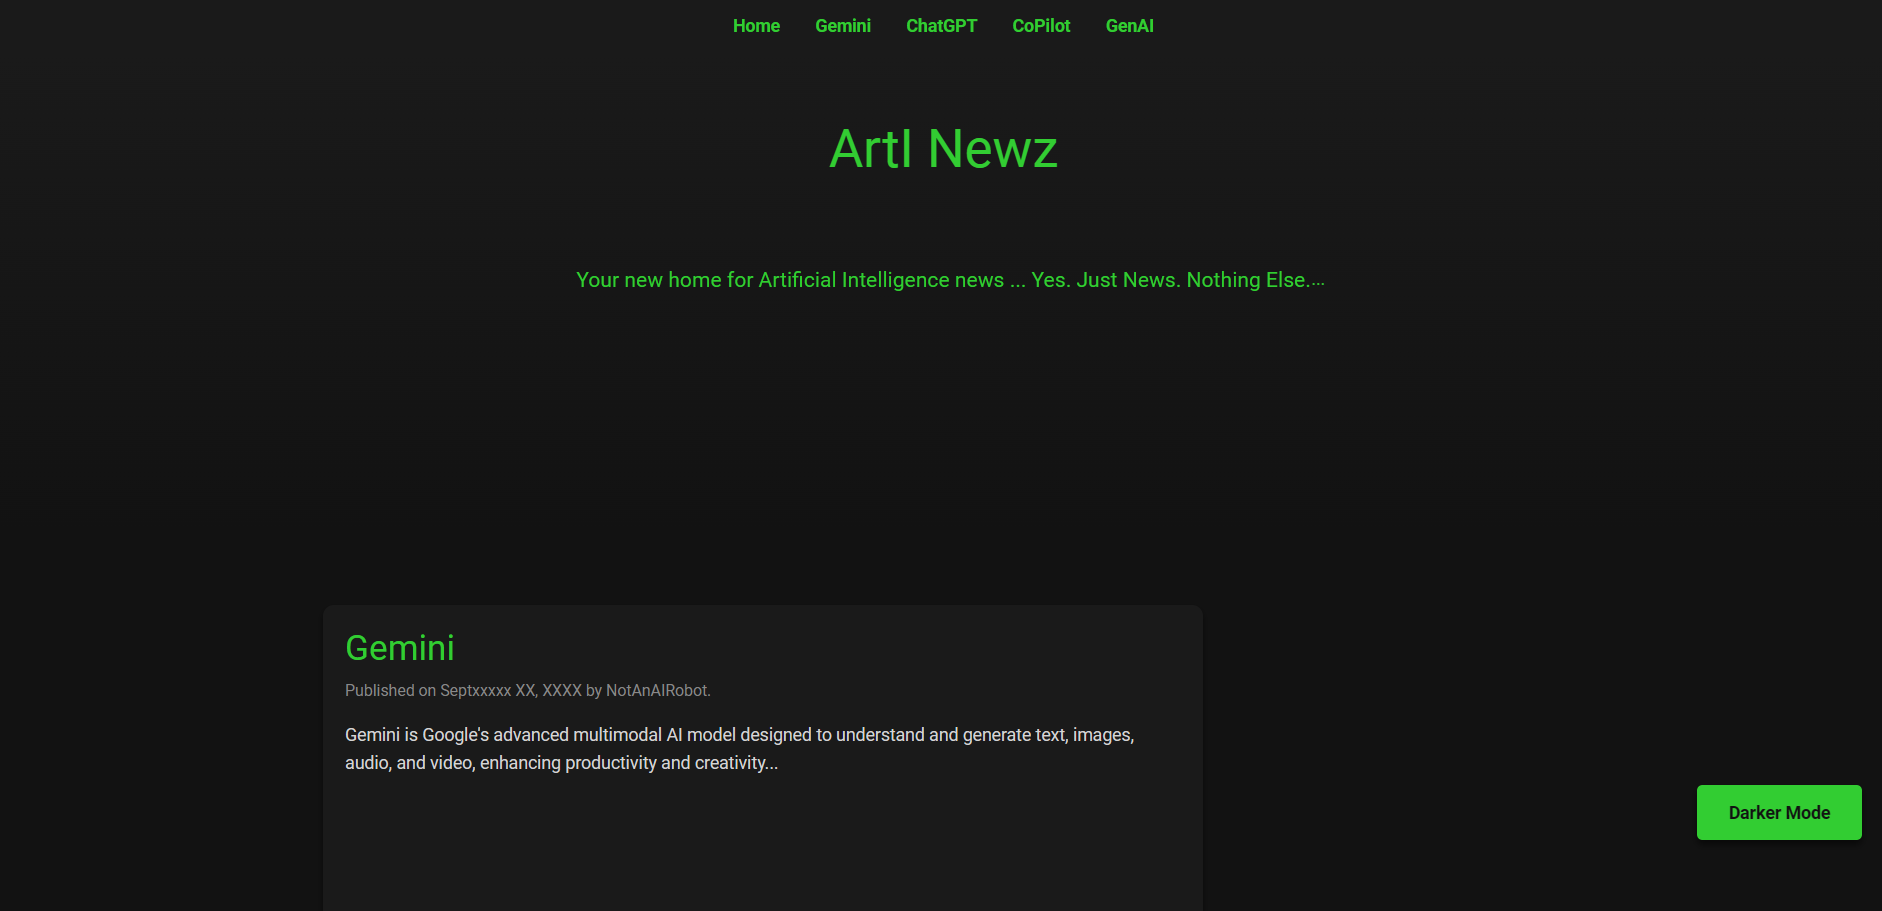 Home Gemini ChatGPT CoPilot GenAI
ArtI Newz
Your new home for Artificial Intelligence news ... Yes. Just News. Nothing Else....
Gemini
Published on Septxxxxx XX, XXXX by NotAnAIRobot.
Gemini is Google's advanced multimodal AI model designed to understand and generate text, images,
audio, and video, enhancing productivity and creativity...
Darker Mode